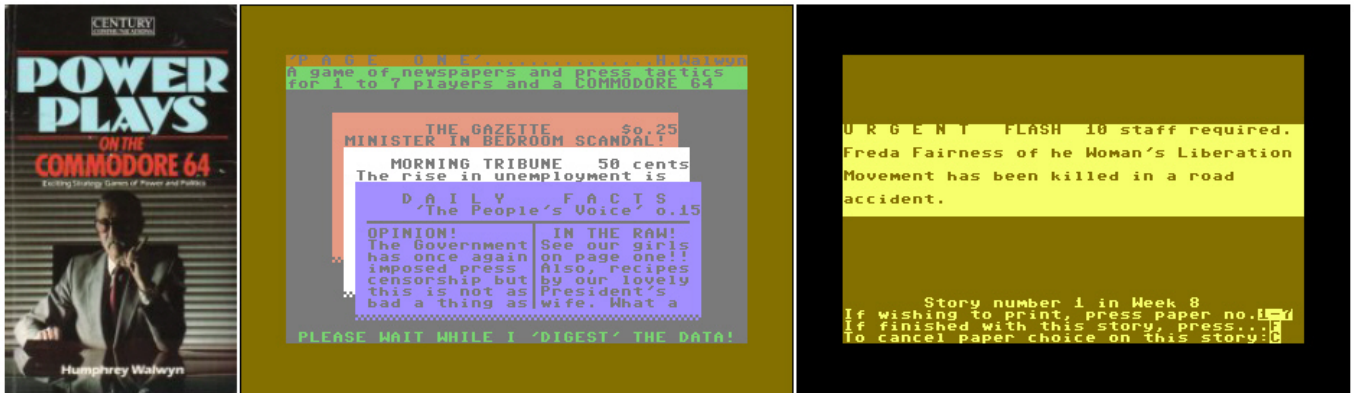 CENTURY
COMMUNICATIONS
POWER
PLAYS
ON THE
COMMODORE 64
Exciting Strategy Games of Power and Politics
Humphrey Walwyn
'P A G E   O N E'...............H.Walwyn
A game of newspapers and press tactics
for 1 to 7 players and a COMMODORE 64
THE GAZETTE $o.25
MINISTER IN BEDROOM SCANDAL!
MORNING TRIBUNE 50 cents
The rise in unemployment is
D A I L Y   F A C T S
'The People's Voice' o.15
OPINION!
The Government
has once again
imposed press
censorship but
this is not as
bad a thing as
IN THE RAW!
See our girls
on page one!!
Also, recipes
by our lovely
President's
wife. What a
PLEASE WAIT WHILE I 'DIGEST' THE DATA!
U R G E N T   FLASH 10 staff required.
Freda Fairness of he Woman's Liberation
Movement has been killed in a road
accident.
Story number 1 in Week 8
If wishing to print, press paper no.1-7
If finished with this story, press...F
To cancel paper choice on this story:C